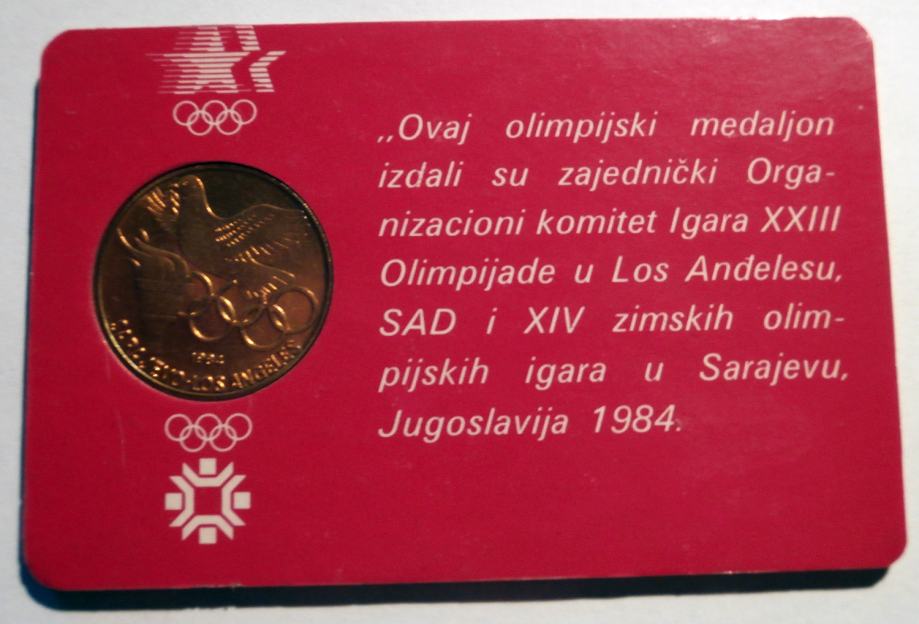 „Ovaj olimpijski medaljon
izdali su zajednički Orga-
nizacioni komitet Igara XXIII
Olimpijade u Los Anđelesu,
SAD i XIV zimskih olim-
pijskih igara u Sarajevu,
Jugoslavija 1984.
1984
SARAJEVO-LOS ANGELES